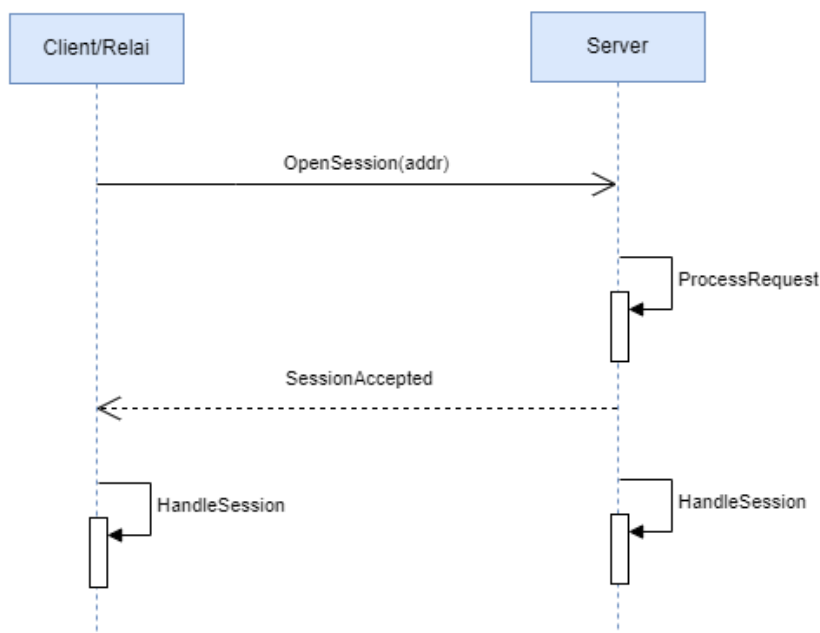 Client/Relai
Server
OpenSession(addr)
ProcessRequest
SessionAccepted
HandleSession
HandleSession